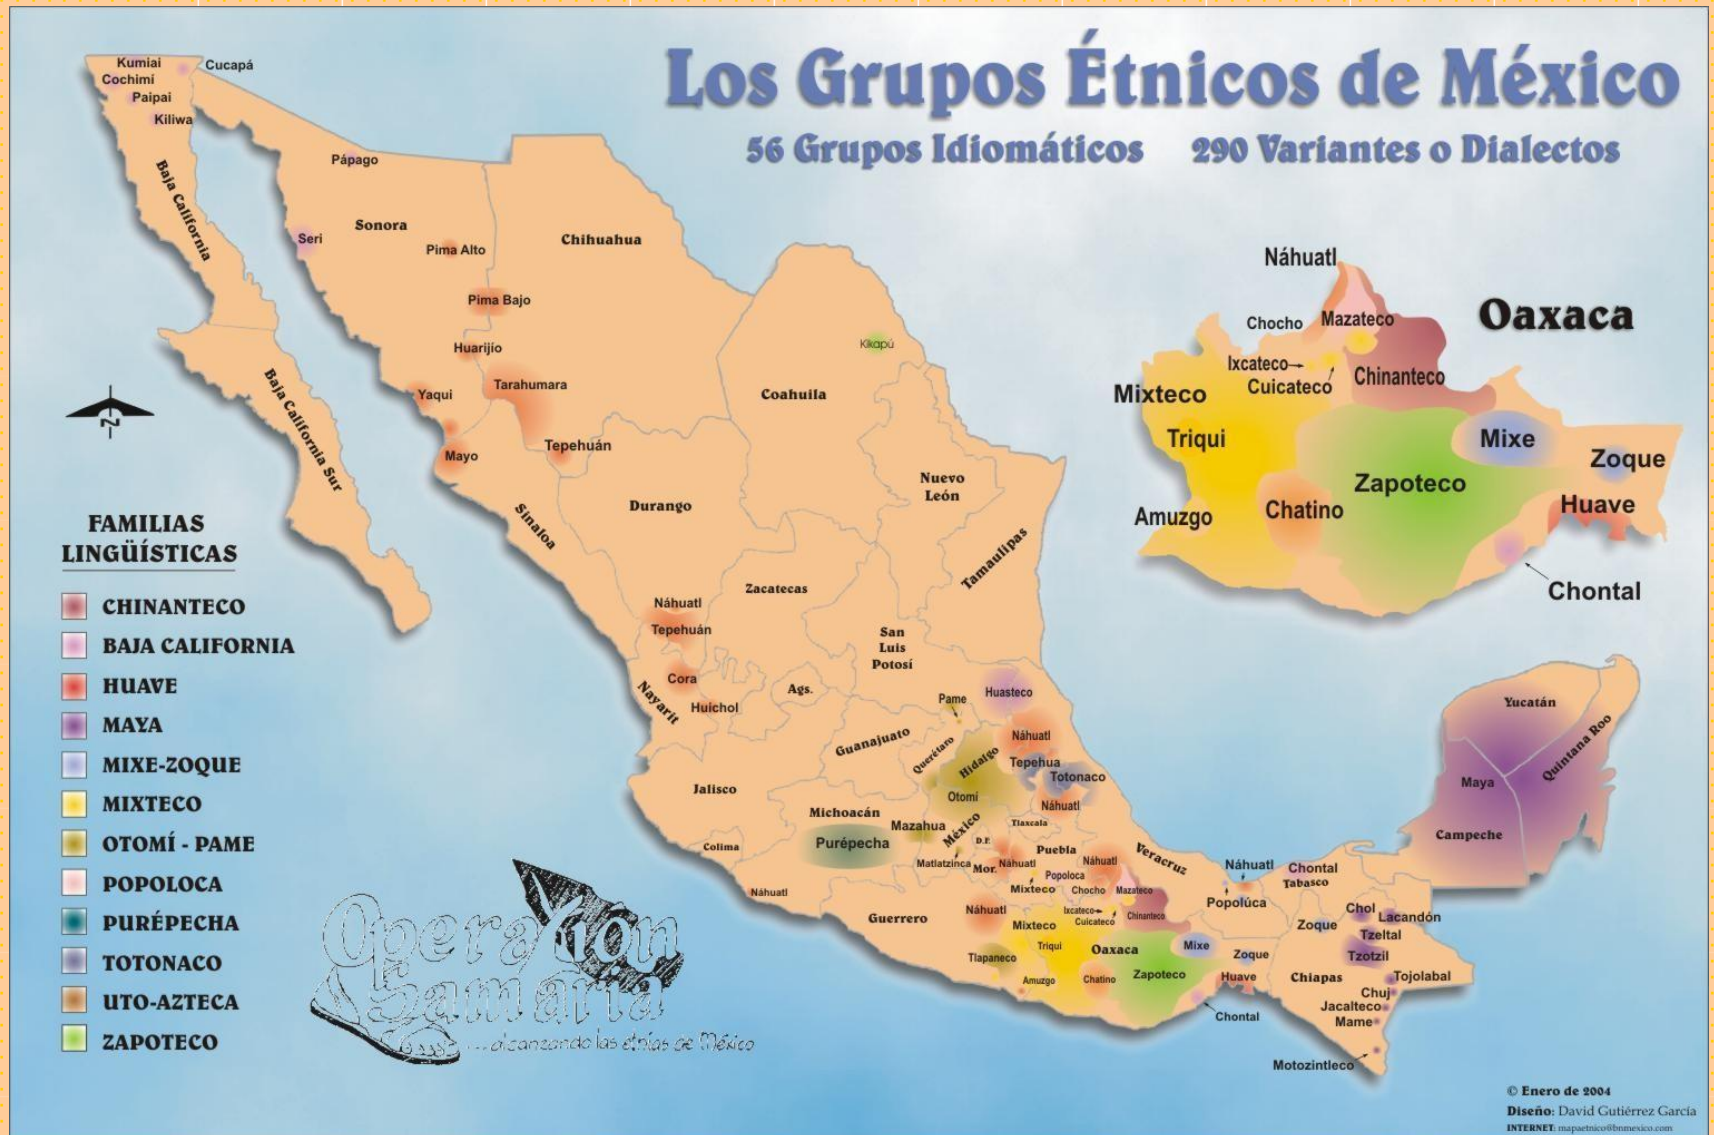 Los Grupos Étnicos de México
56 Grupos Idiomáticos 290 Variantes o Dialectos
Kumiai
Cucapá
Cochimí
Paipai
Kiliwa
Baja California
Pápago
Seri
Sonora
Pima Alto
Chihuahua
Pima Bajo
Huarijío
Tarahumara
Yaqui
Mayo
Tepehuán
Baja California Sur
Sinaloa
Durango
Coahuila
Kikapú
Nuevo
León
Tamaulipas
Zacatecas
Náhuatl
Tepehuán
Cora
Huichol
Nayarit
San
Luis
Potosí
Ags.
Pame
Huasteco
Guanajuato
Querétaro
Hidalgo
Náhuatl
Tepehua
Totonaco
Otomí
Náhuatl
Jalisco
Michoacán
Mazahua
México
Tlaxcala
Purépecha
Colima
D.F.
Matlatzinca
Mor.
Náhuatl
Puebla
Náhuatl
Veracruz
Popoloca
Mixteco
Chocho
Mazateco
Náhuatl
Guerrero
Náhuatl
Ixcateco
Cuicateco
Chinanteco
Mixteco
Triqui
Oaxaca
Mixe
Tlapaneco
Amuzgo
Chatino
Zapoteco
Zoque
Huave
Chontal
Náhuatl
Popolúca
Chontal
Tabasco
Zoque
Chol
Lacandón
Tzeltal
Tzotzil
Chiapas
Tojolabal
Chuj
Jacalteco
Mame
Motozintleco
Yucatán
Quintana Roo
Maya
Campeche
Oaxaca
Náhuatl
Chocho
Mazateco
Ixcateco
Cuicateco
Chinanteco
Mixteco
Triqui
Mixe
Zoque
Zapoteco
Huave
Amuzgo
Chatino
Chontal
N
FAMILIAS
LINGÜÍSTICAS
CHINANTECO
BAJA CALIFORNIA
HUAVE
MAYA
MIXE-ZOQUE
MIXTECO
OTOMÍ - PAME
POPOLOCA
PURÉPECHA
TOTONACO
UTO-AZTECA
ZAPOTECO
Operaxión
Samaria
...alcanzando las etnias de México
© Enero de 2004
Diseño: David Gutiérrez García
INTERNET: mapaetnico@bnmexico.com